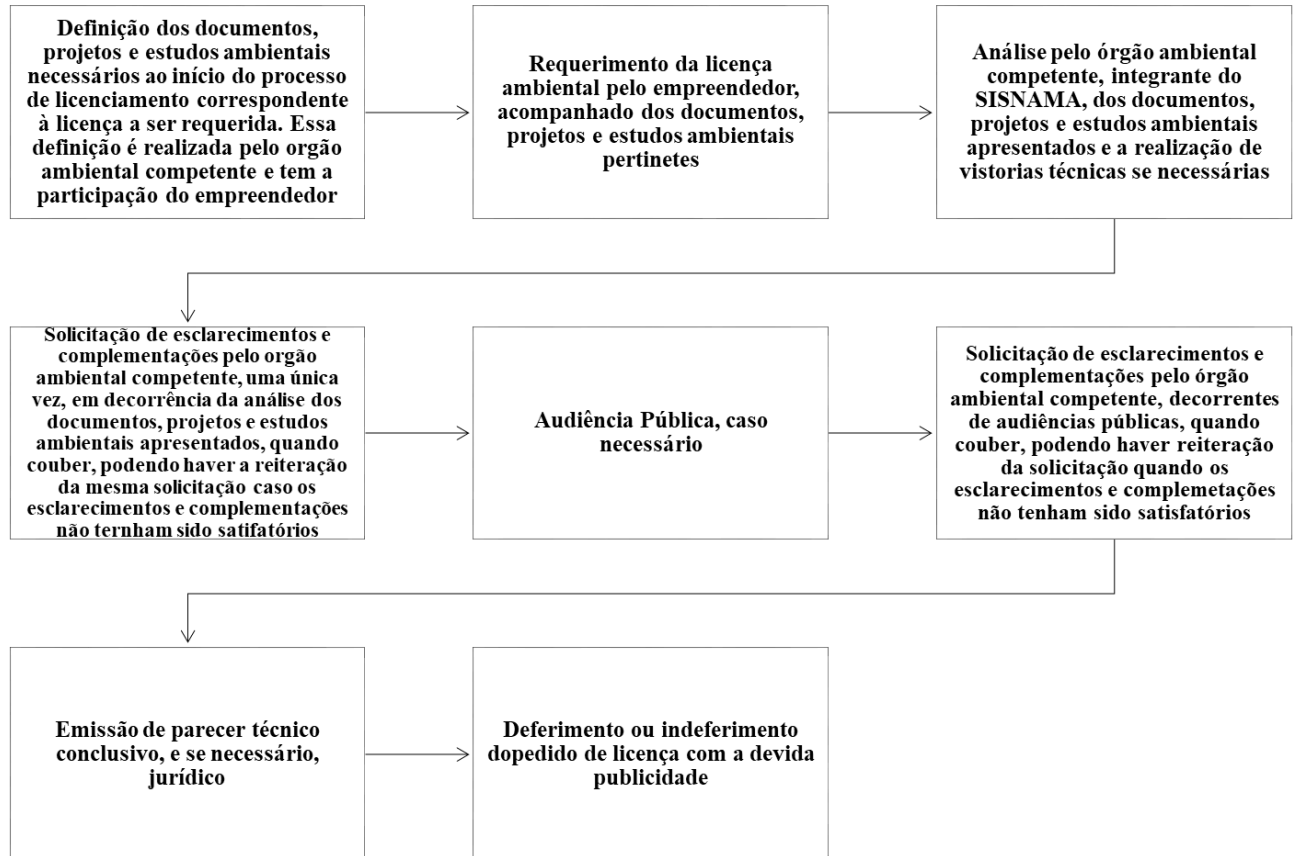 Definição dos documentos,
projetos e estudos ambientais
necessários ao início do processo
de licenciamento correspondente
à licença a ser requerida. Essa
definição é realizada pelo orgão
ambiental competente e tem a
participação do empreendedor
Requerimento da licença
ambiental pelo empreendedor,
acompanhado dos documentos,
projetos e estudos ambientais
pertinetes
Análise pelo órgão ambiental
competente, integrante do
SISNAMA, dos documentos,
projetos e estudos ambientais
apresentados e a realização de
vistorias técnicas se necessárias
Solicitação de esclarecimentos e
complementações pelo orgão
ambiental competente, uma única
vez, em decorrência da análise dos
documentos, projetos e estudos
ambientais apresentados, quando
couber, podendo haver a reiteração
da mesma solicitação caso os
esclarecimentos e complementações
não ternham sido satifatórios
Audiência Pública, caso
necessário
Solicitação de esclarecimentos e
complementações pelo órgão
ambiental competente, decorrentes
de audiências públicas, quando
couber, podendo haver reiteração
da solicitação quando os
esclarecimentos e complemetações
não tenham sido satisfatórios
Emissão de parecer técnico
conclusivo, e se necessário,
jurídico
Deferimento ou indeferimento
dopedido de licença com a devida
publicidade